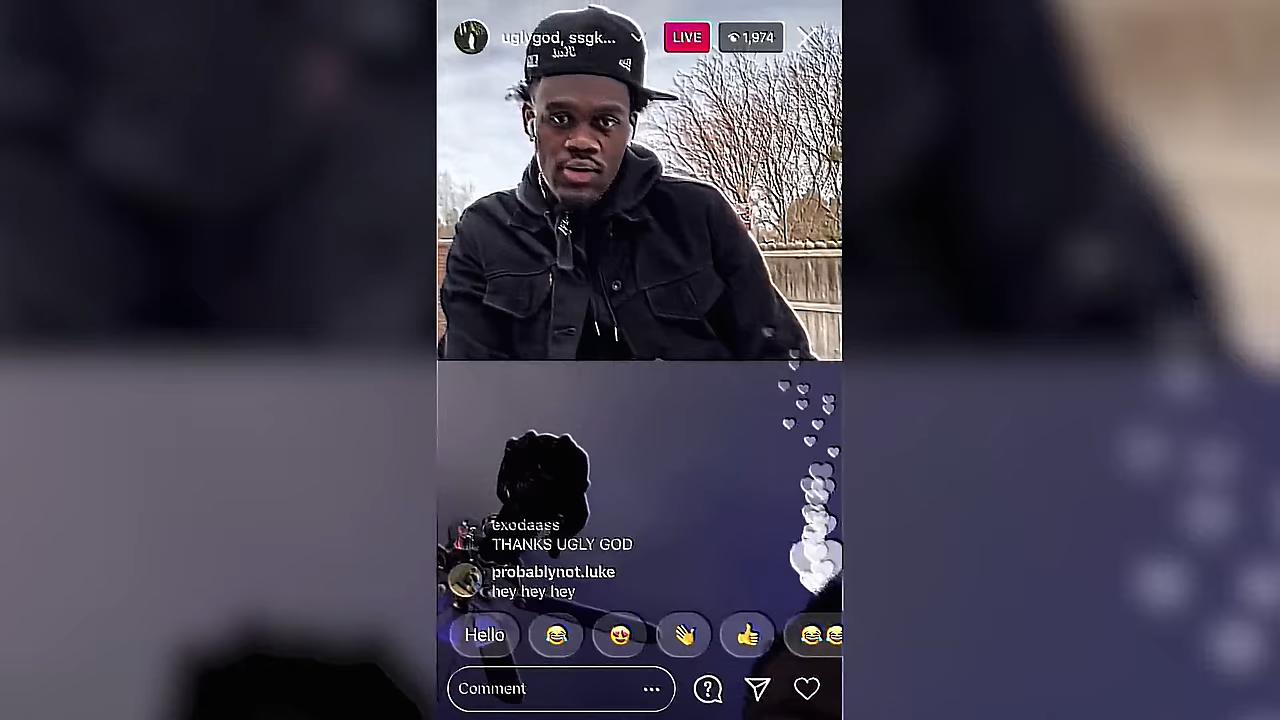 uglygod, ssgk...
LIVE
1,974
exodaass
THANKS UGLY GOD
probablynot.luke
hey hey hey
Hello
Comment